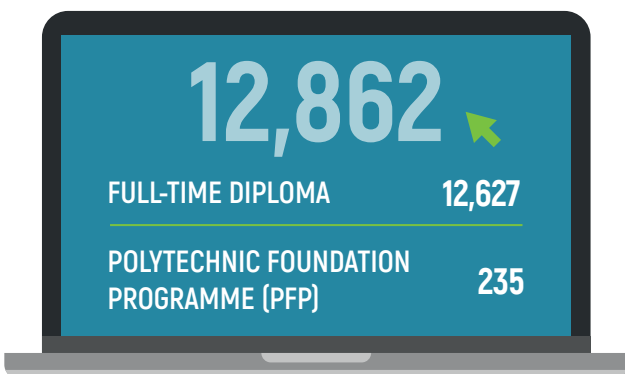 12,862
FULL-TIME DIPLOMA 12,627
POLYTECHNIC FOUNDATION
PROGRAMME (PFP) 235